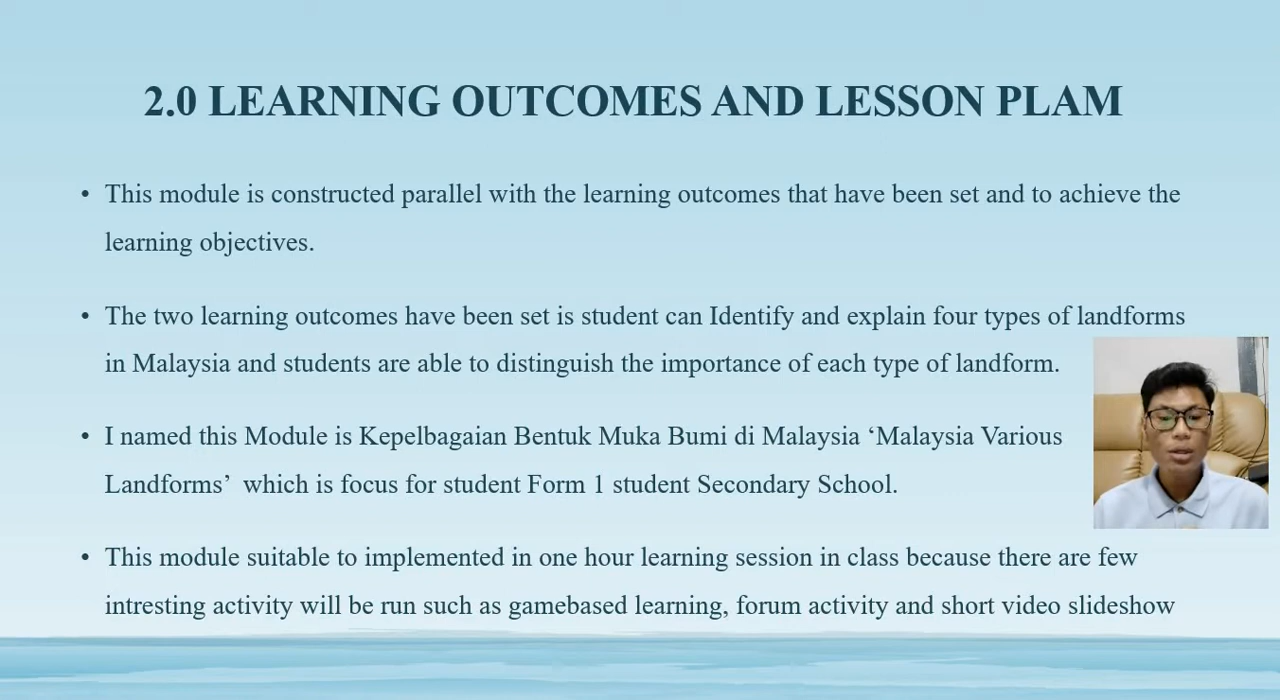 2.0 LEARNING OUTCOMES AND LESSON PLAM
• This module is constructed parallel with the learning outcomes that have been set and to achieve the
learning objectives.
• The two learning outcomes have been set is student can Identify and explain four types of landforms
in Malaysia and students are able to distinguish the importance of each type of landform.
• I named this Module is Kepelbagaian Bentuk Muka Bumi di Malaysia ‘Malaysia Various
Landforms’ which is focus for student Form 1 student Secondary School.
• This module suitable to implemented in one hour learning session in class because there are few
intresting activity will be run such as gamebased learning, forum activity and short video slideshow